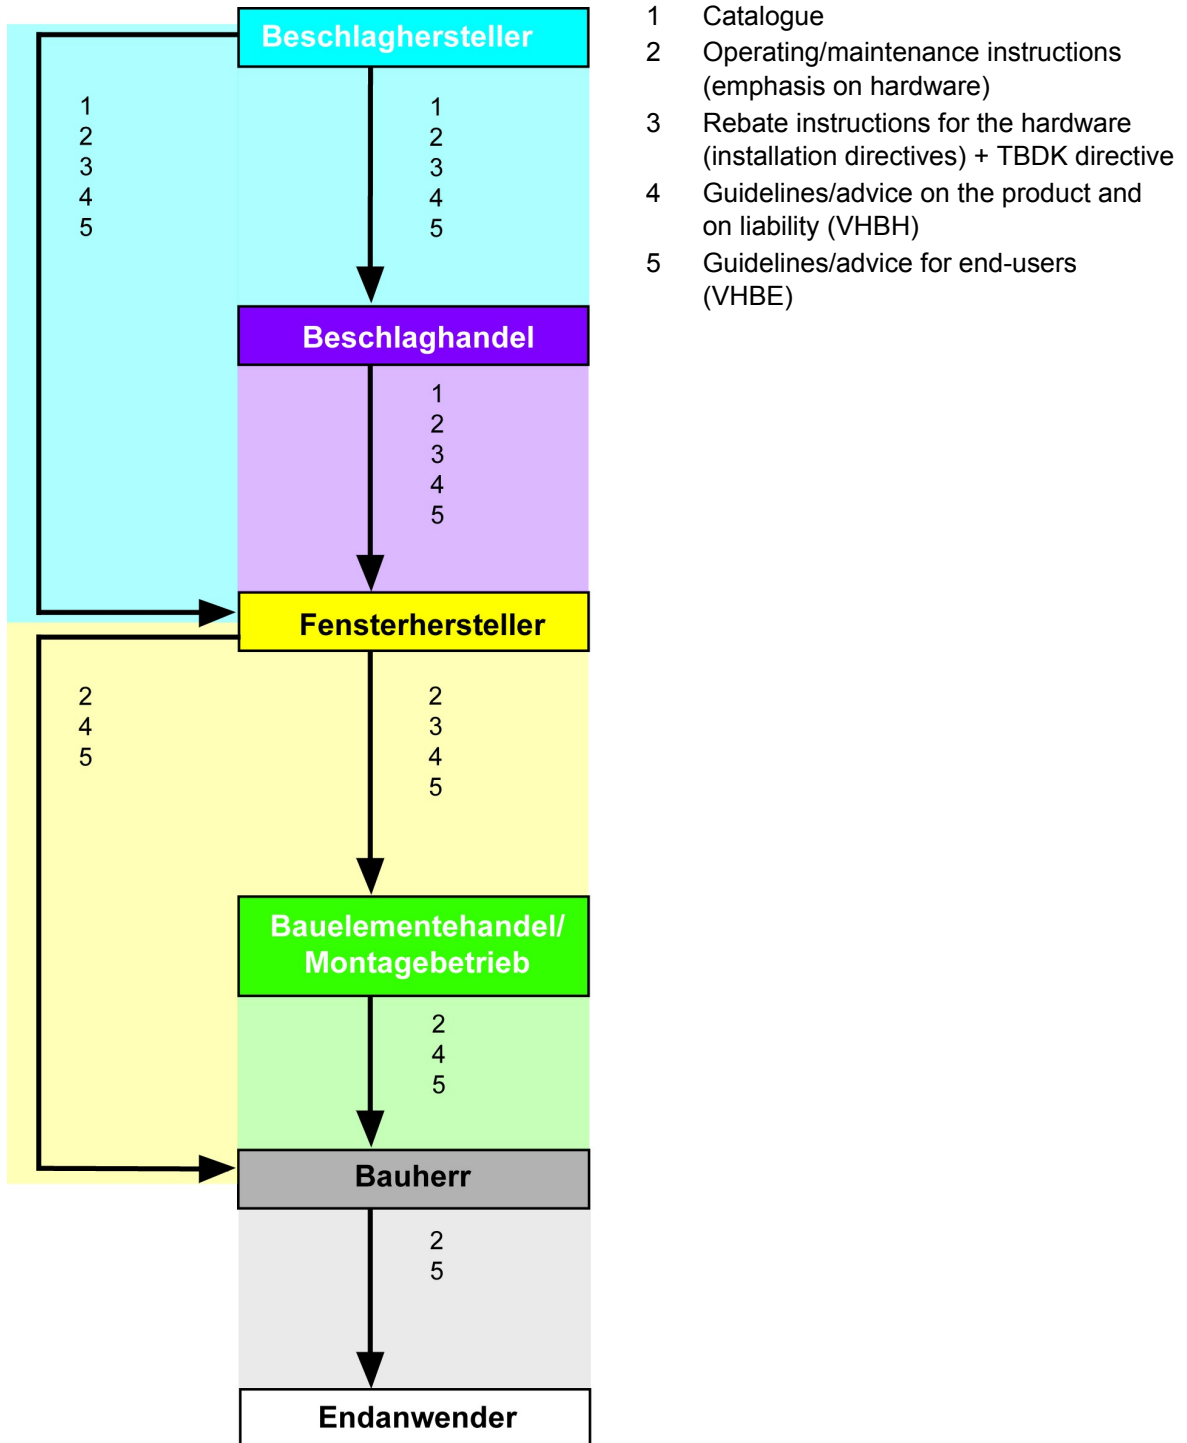 Beschlaghersteller
1
2
3
4
5
1
2
3
4
5
Beschlaghandel
1
2
3
4
5
Fensterhersteller
2
4
5
2
3
4
5
Bauelementehandel/
Montagebetrieb
2
4
5
Bauherr
2
5
Endanwender
1 Catalogue
2 Operating/maintenance instructions
(emphasis on hardware)
3 Rebate instructions for the hardware
(installation directives) + TBDK directive
4 Guidelines/advice on the product and
on liability (VHBH)
5 Guidelines/advice for end-users
(VHBE)